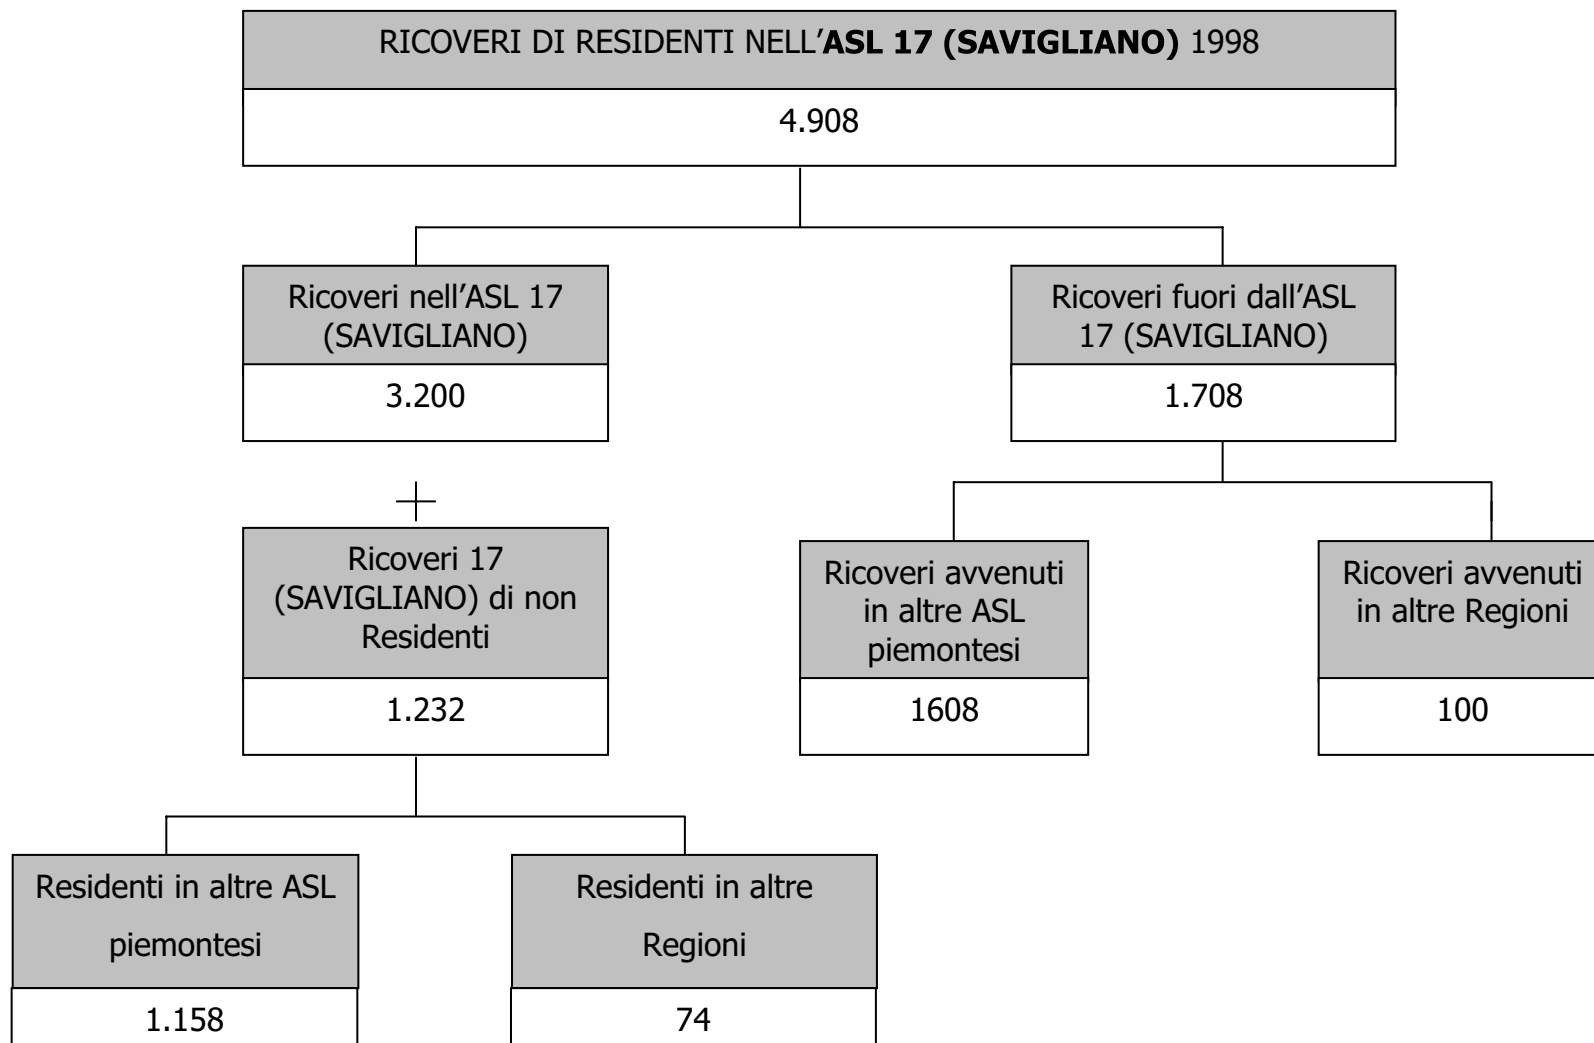 RICOVERI DI RESIDENTI NELL’ASL 17 (SAVIGLIANO) 1998
4.908
Ricoveri nell’ASL 17
(SAVIGLIANO)
3.200
Ricoveri fuori dall’ASL
17 (SAVIGLIANO)
1.708
+
Ricoveri 17
(SAVIGLIANO) di non
Residenti
1.232
Ricoveri avvenuti
in altre ASL
piemontesi
1608
Ricoveri avvenuti
in altre Regioni
100
Residenti in altre ASL
piemontesi
1.158
Residenti in altre
Regioni
74